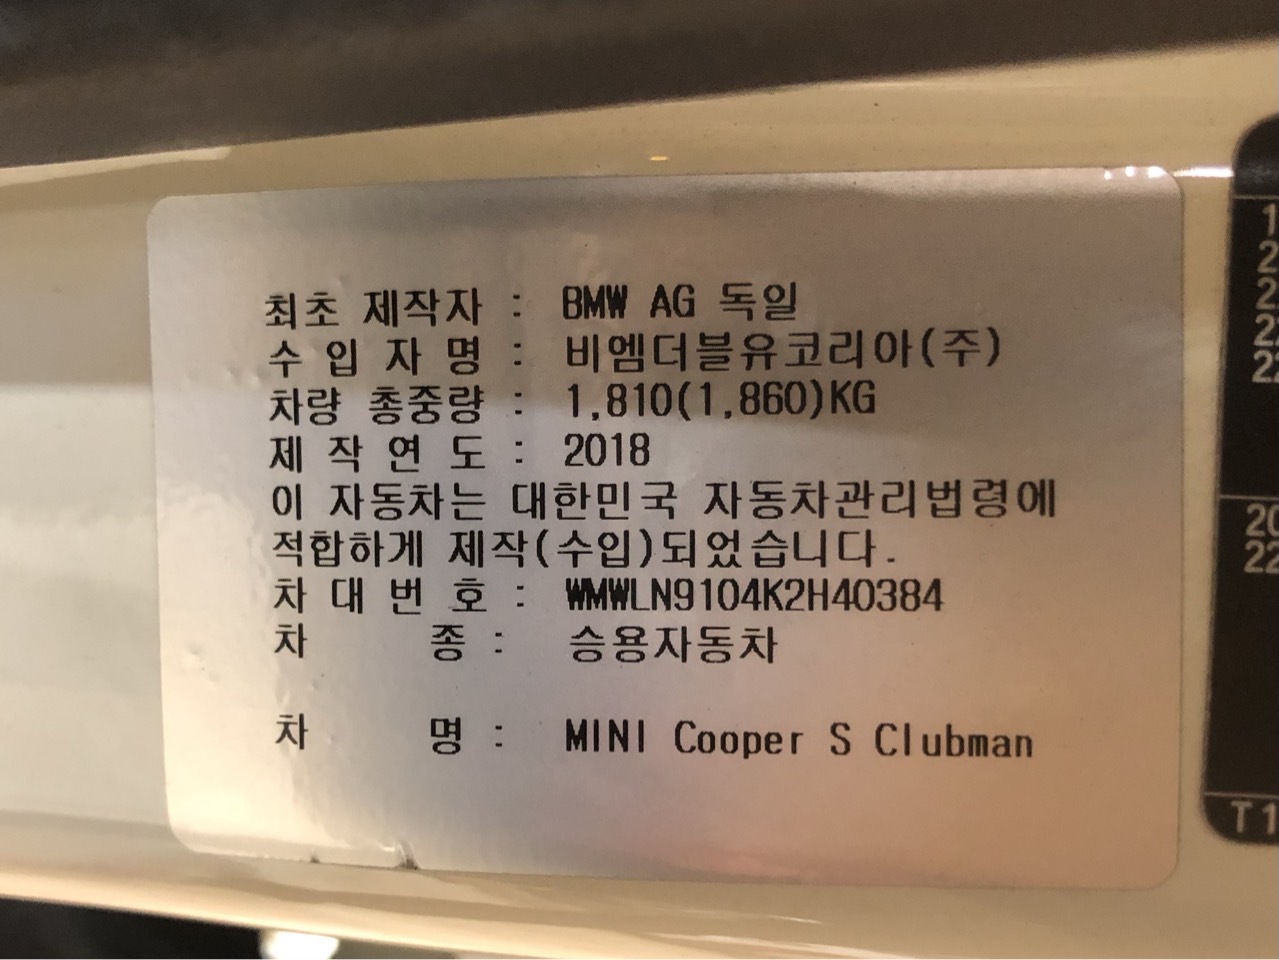 최초 제작자 : BMW AG 독일
수 입 자 명 : 비엠더블유코리아(주)
차량 총중량 : 1,810(1,860)KG
제 작 연 도 : 2018
이 자동차는 대한민국 자동차관리법령에
적합하게 제작(수입)되었습니다.
차 대 번 호 : WMWLN9104K2H40384
차 종 : 승용자동차
차 명 : MINI Cooper S Clubman